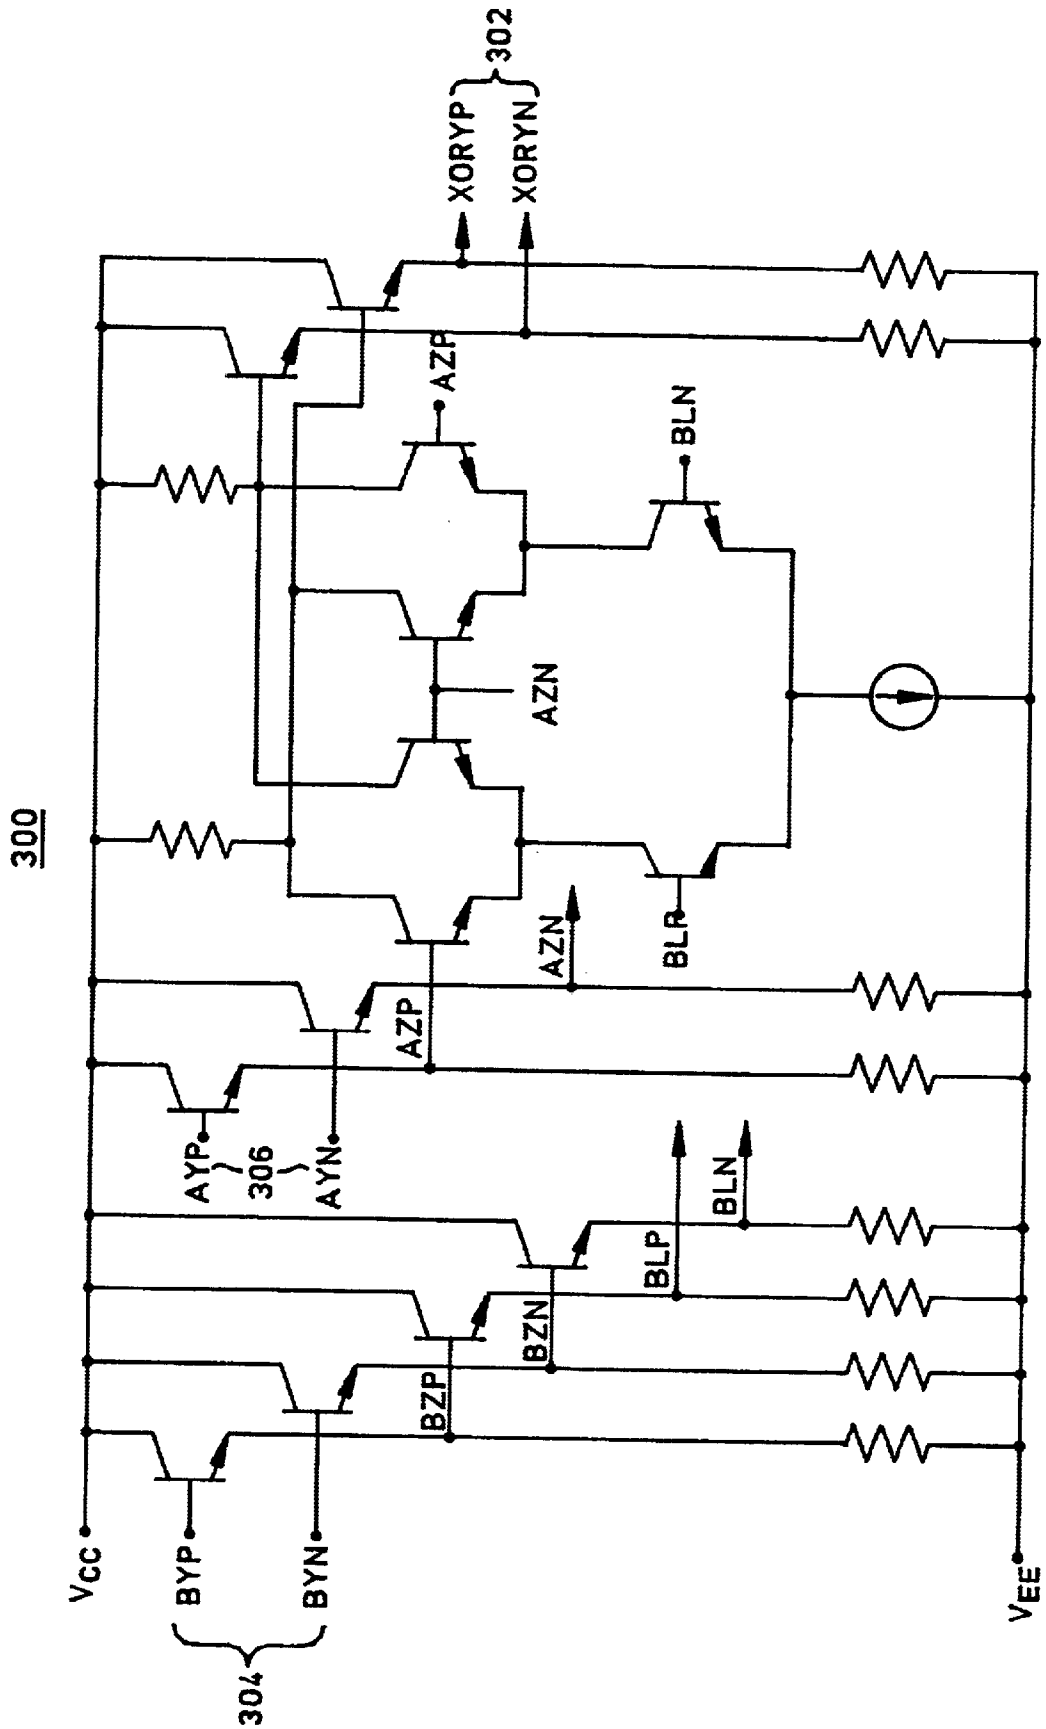 300
VCC
BYP
BYN
304
BZP
BZN
BLP
BLN
AYP
306
AYN
AZP
AZN
BLP
AZN
AZP
BLN
XORYP
XORYN
302
VEE